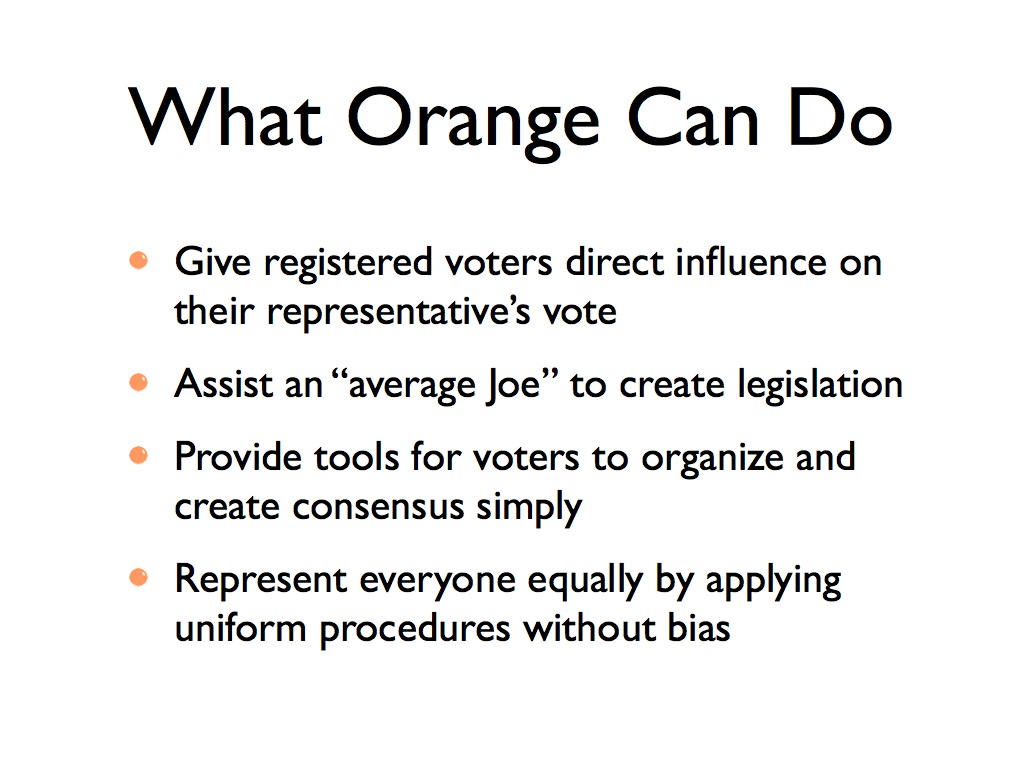 What Orange Can Do
Give registered voters direct influence on
their representative’s vote
Assist an “average Joe” to create legislation
Provide tools for voters to organize and
create consensus simply
Represent everyone equally by applying
uniform procedures without bias